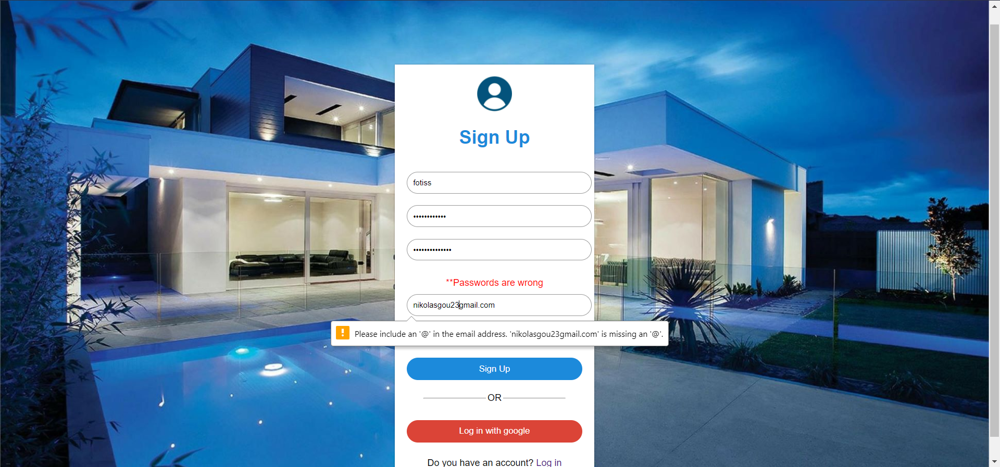 Sign Up
fotiss
••••••••••••
••••••••••••••
**Passwords are wrong
nikolasgou23gmail.com
Please include an '@' in the email address. 'nikolasgou23gmail.com' is missing an '@'.
Sign Up
OR
Log in with google
Do you have an account? Log in